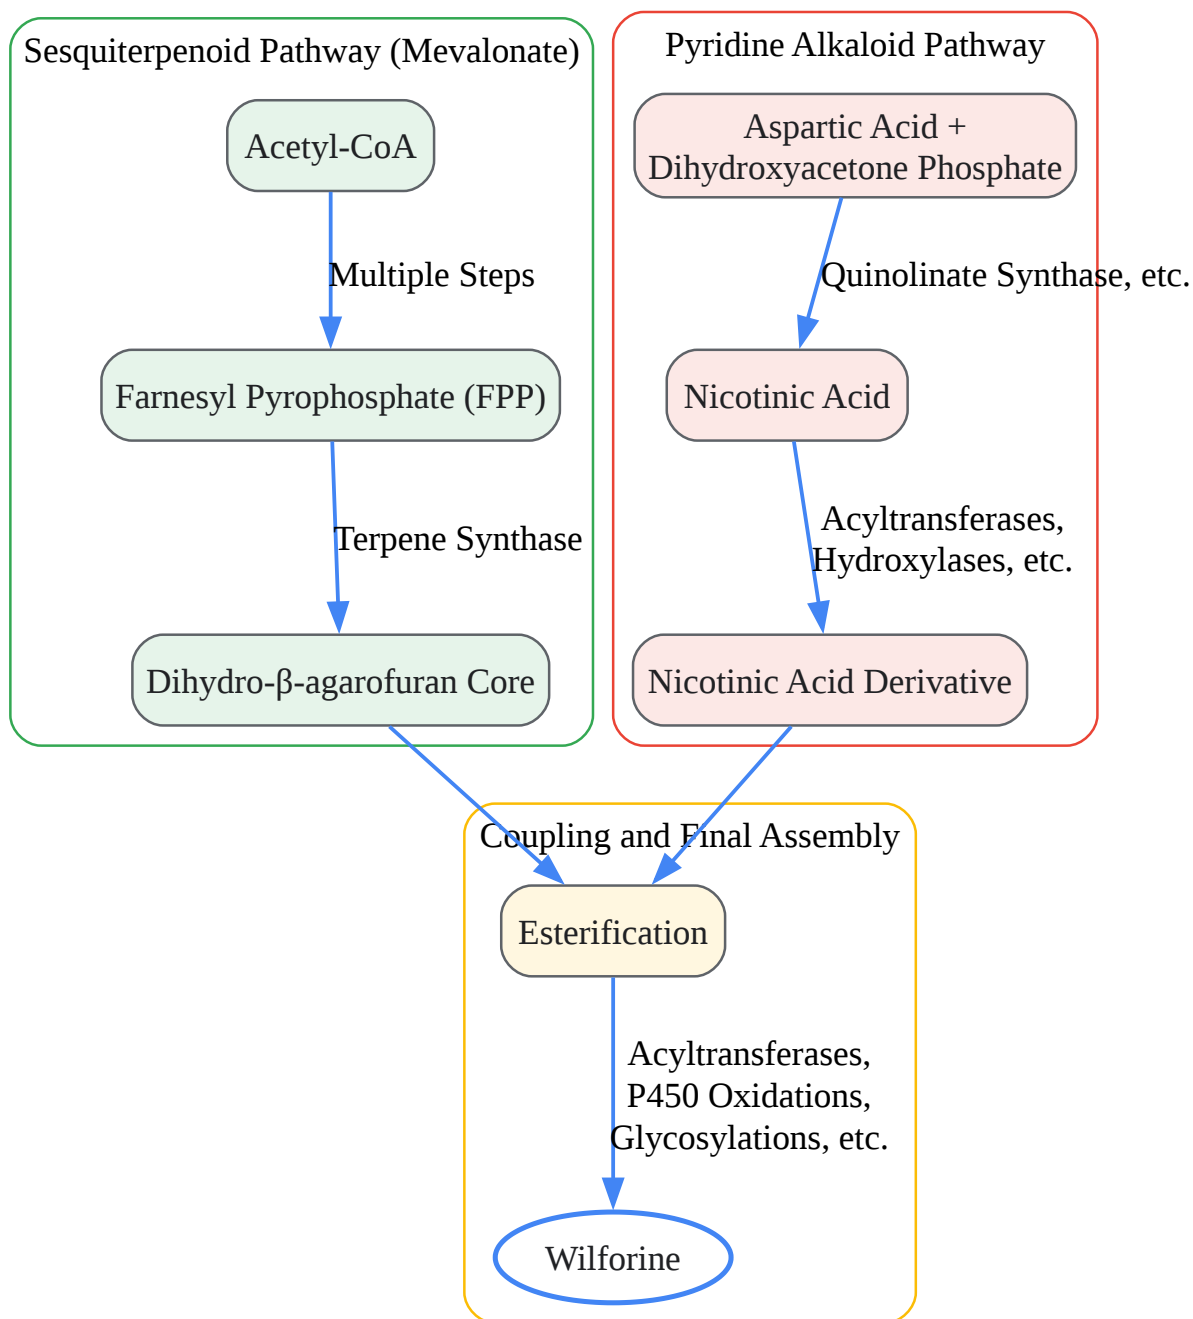 Sesquiterpenoid Pathway (Mevalonate)
Acetyl-CoA
Multiple Steps
Farnesyl Pyrophosphate (FPP)
Terpene Synthase
Dihydro-β-agarofuran Core
Pyridine Alkaloid Pathway
Aspartic Acid +
Dihydroxyacetone Phosphate
Quinolinate Synthase, etc.
Nicotinic Acid
Acyltransferases,
Hydroxylases, etc.
Nicotinic Acid Derivative
Coupling and Final Assembly
Esterification
Acyltransferases,
P450 Oxidations,
Glycosylations, etc.
Wilforine